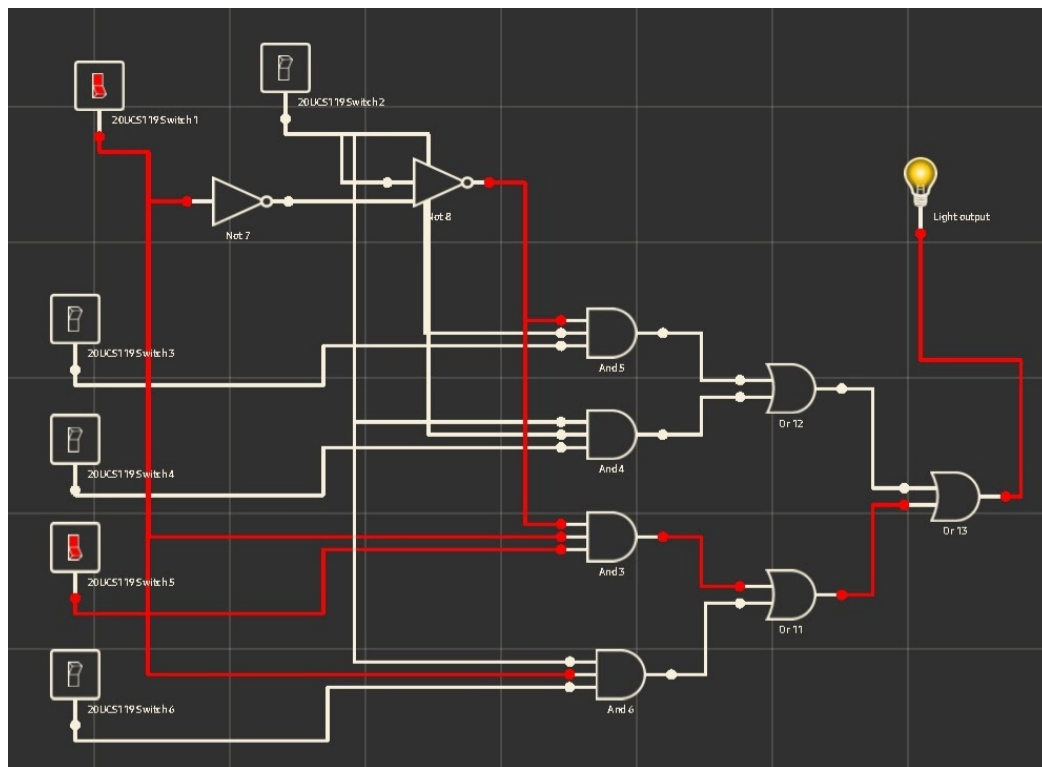 20UCS119 Switch 2
20UCS119 Switch 1
Not 8
Light output
Not 7
20UCS119 Switch 3
And 5
Or 12
20UCS119 Switch 4
And 4
Or 13
20UCS119 Switch 5
And 3
Or 11
20UCS119 Switch 6
And 6